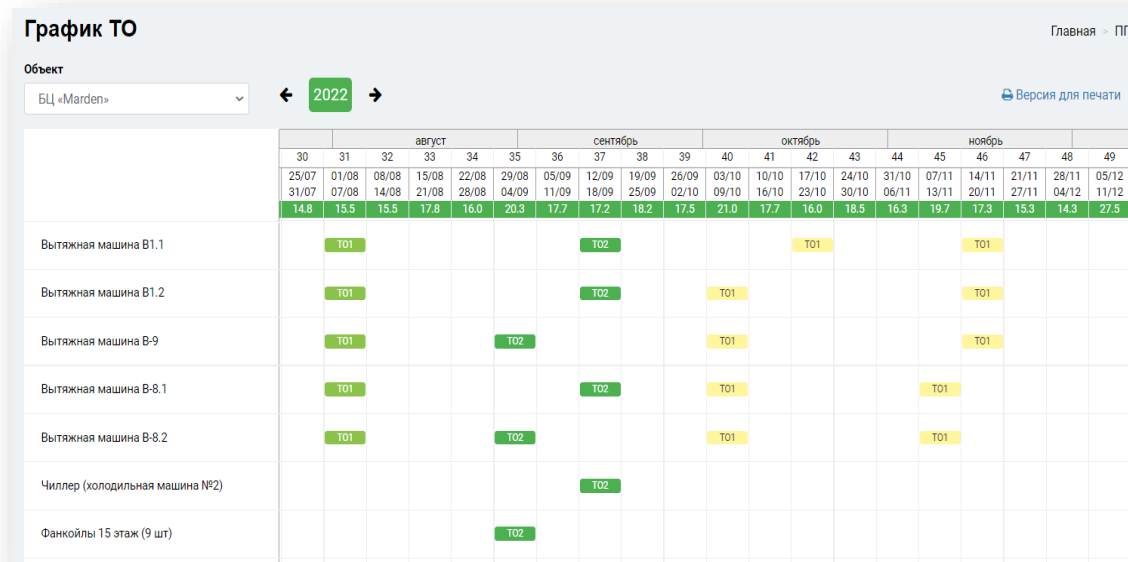 График ТО
Главная > ПП
Объект
БЦ «Marden»
2022
Версия для печати
август сентябрь октябрь ноябрь
30 31 32 33 34 35 36 37 38 39 40 41 42 43 44 45 46 47 48 49
25/07 01/08 08/08 15/08 22/08 29/08 05/09 12/09 19/09 26/09 03/10 10/10 17/10 24/10 31/10 07/11 14/11 21/11 28/11 05/12
31/07 07/08 14/08 21/08 28/08 04/09 11/09 18/09 25/09 02/10 09/10 16/10 23/10 30/10 06/11 13/11 20/11 27/11 04/12 11/12
14.8 15.5 15.5 17.8 16.0 20.3 17.7 17.2 18.2 17.5 21.0 17.7 16.0 18.5 16.3 19.7 17.3 15.3 14.3 27.5
Вытяжная машина В1.1 ТО1 ТО2 ТО1 ТО1
Вытяжная машина В1.2 ТО1 ТО2 ТО1 ТО1
Вытяжная машина В-9 ТО1 ТО2 ТО1 ТО1
Вытяжная машина В-8.1 ТО1 ТО2 ТО1 ТО1
Вытяжная машина В-8.2 ТО1 ТО2 ТО1 ТО1
Чиллер (холодильная машина №2) ТО2
Фанкойлы 15 этаж (9 шт) ТО2